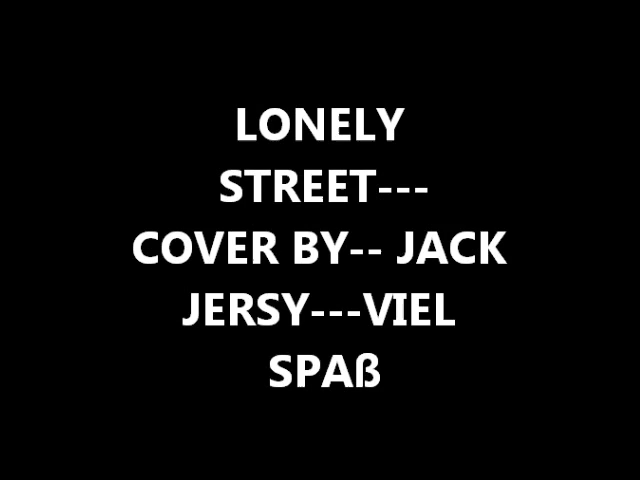 LONELY
STREET---
COVER BY-- JACK
JERSY---VIEL
SPAß